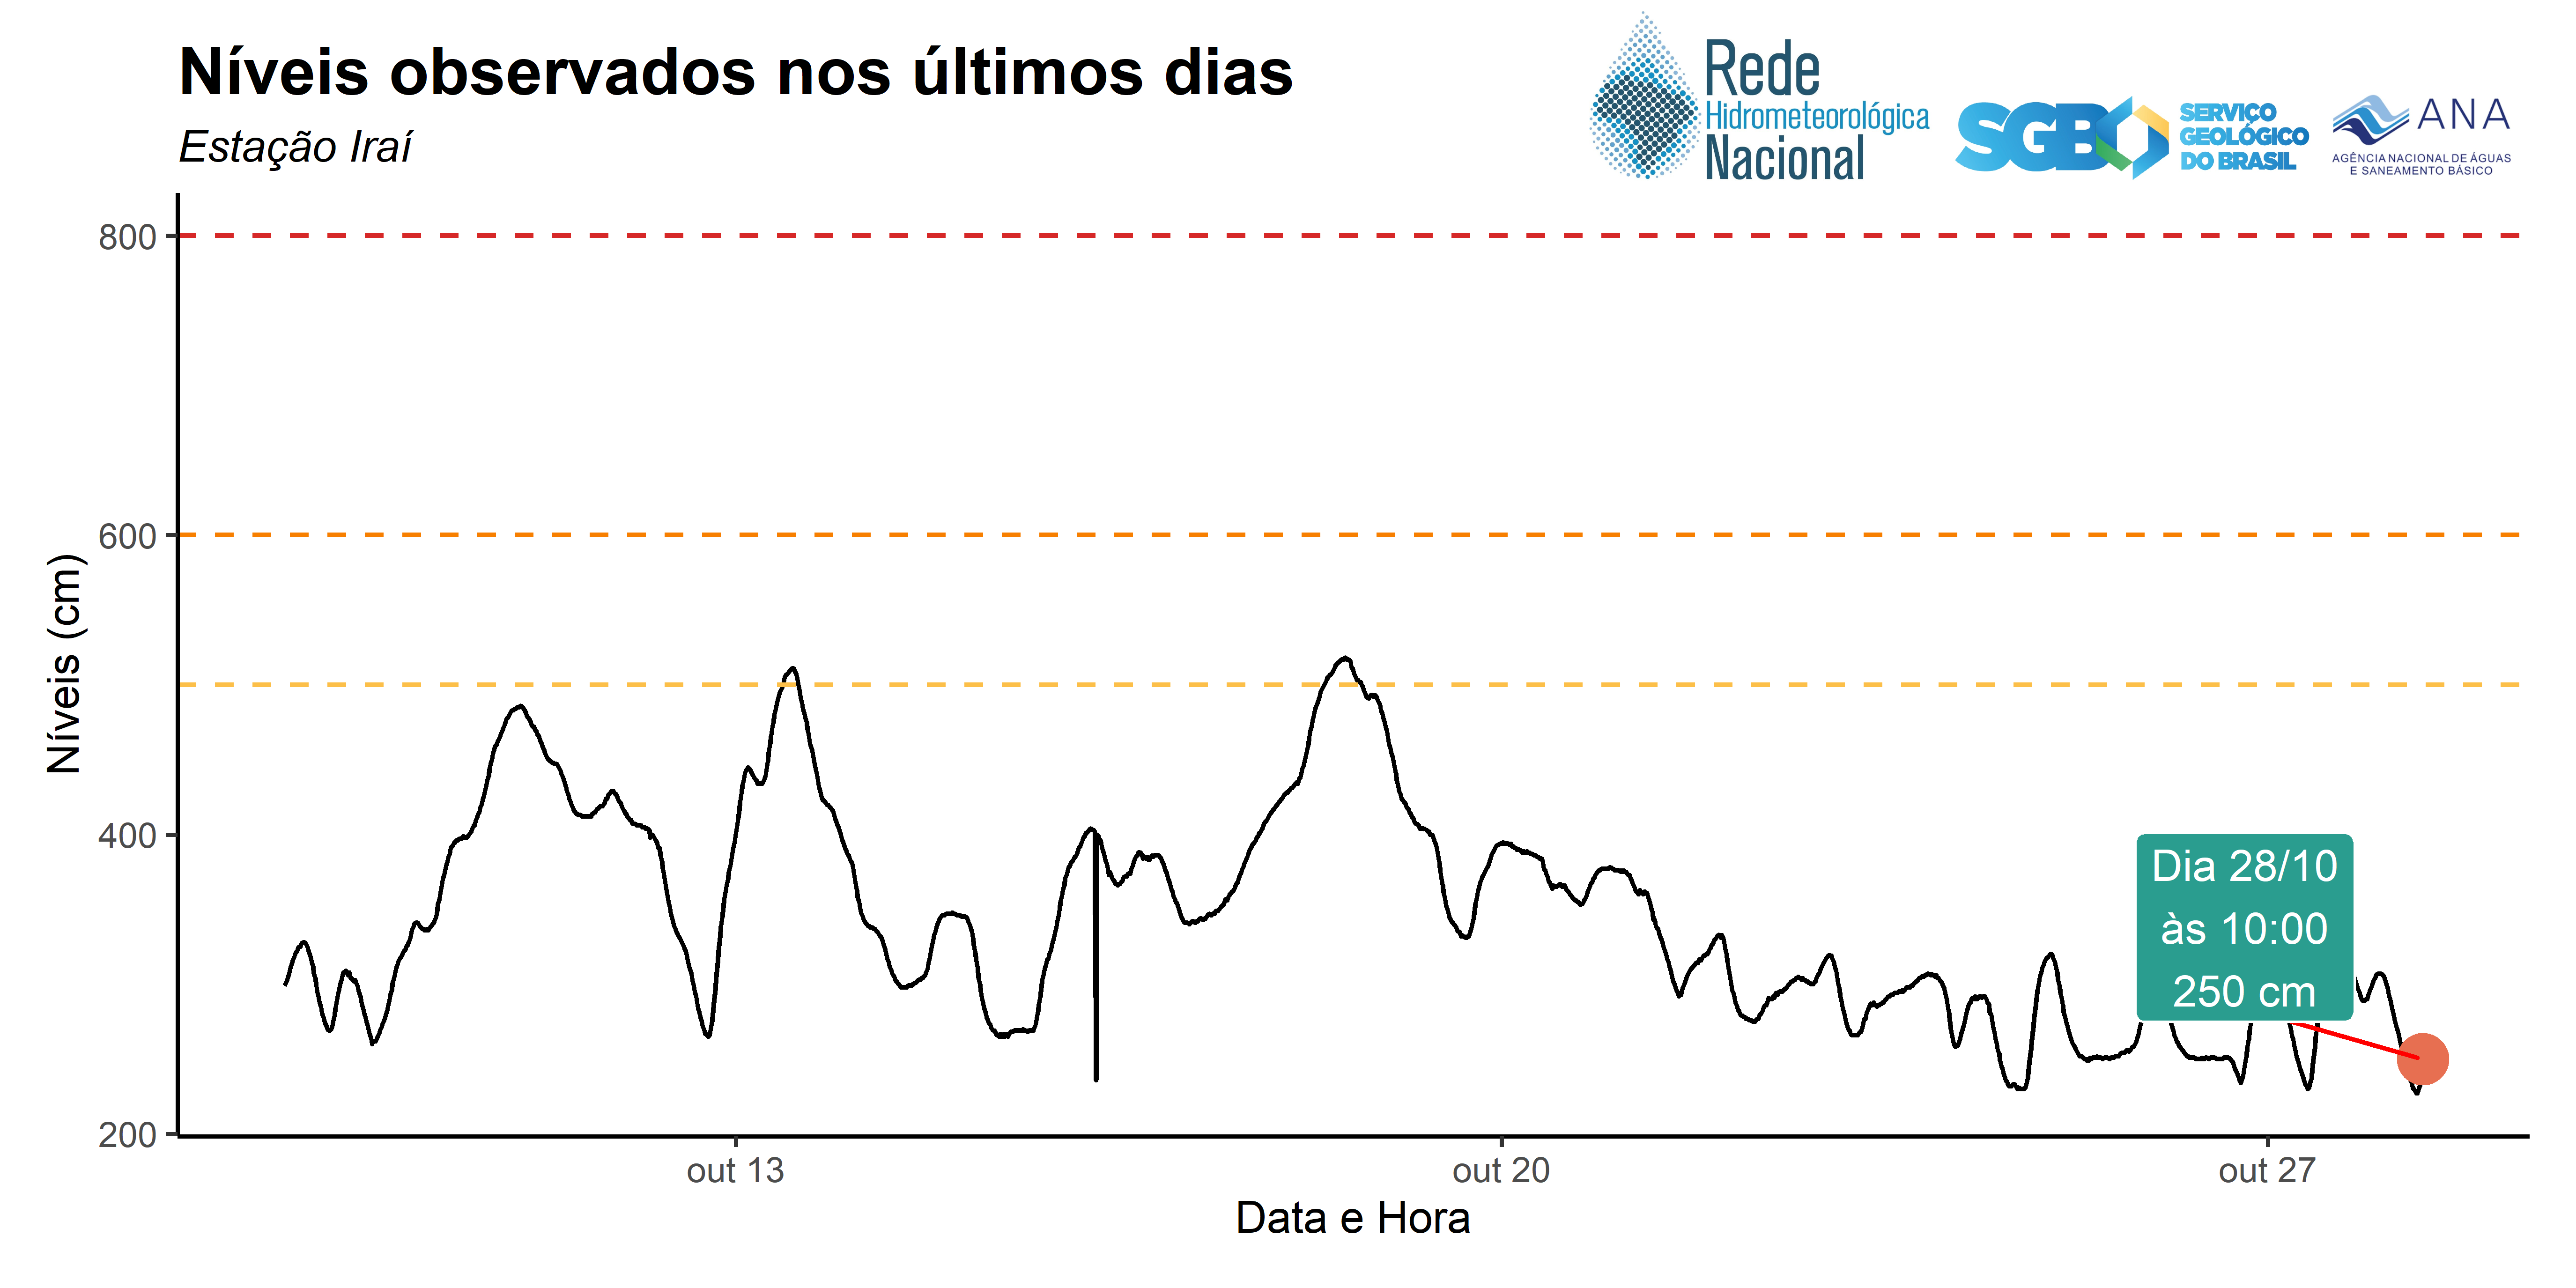 Níveis observados nos últimos dias
Estação Iraí
Rede
Hidrometeorológica
Nacional
SGB
SERVIÇO
GEOLÓGICO
DO BRASIL
ANA
AGÊNCIA NACIONAL DE ÁGUAS
E SANEAMENTO BÁSICO
800
600
400
200
Níveis (cm)
Dia 28/10
às 10:00
250 cm
out 13
out 20
out 27
Data e Hora